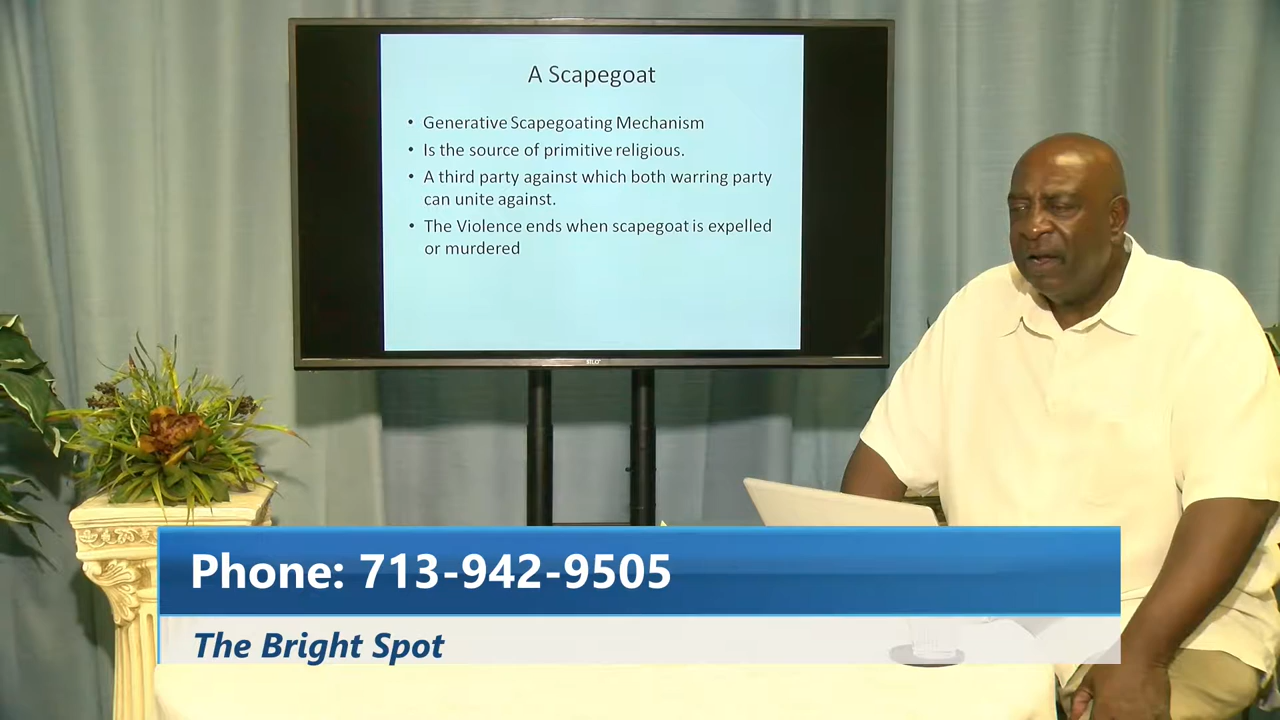 A Scapegoat
• Generative Scapegoating Mechanism
• Is the source of primitive religious.
• A third party against which both warring party
can unite against.
• The Violence ends when scapegoat is expelled
or murdered
Phone: 713-942-9505
The Bright Spot